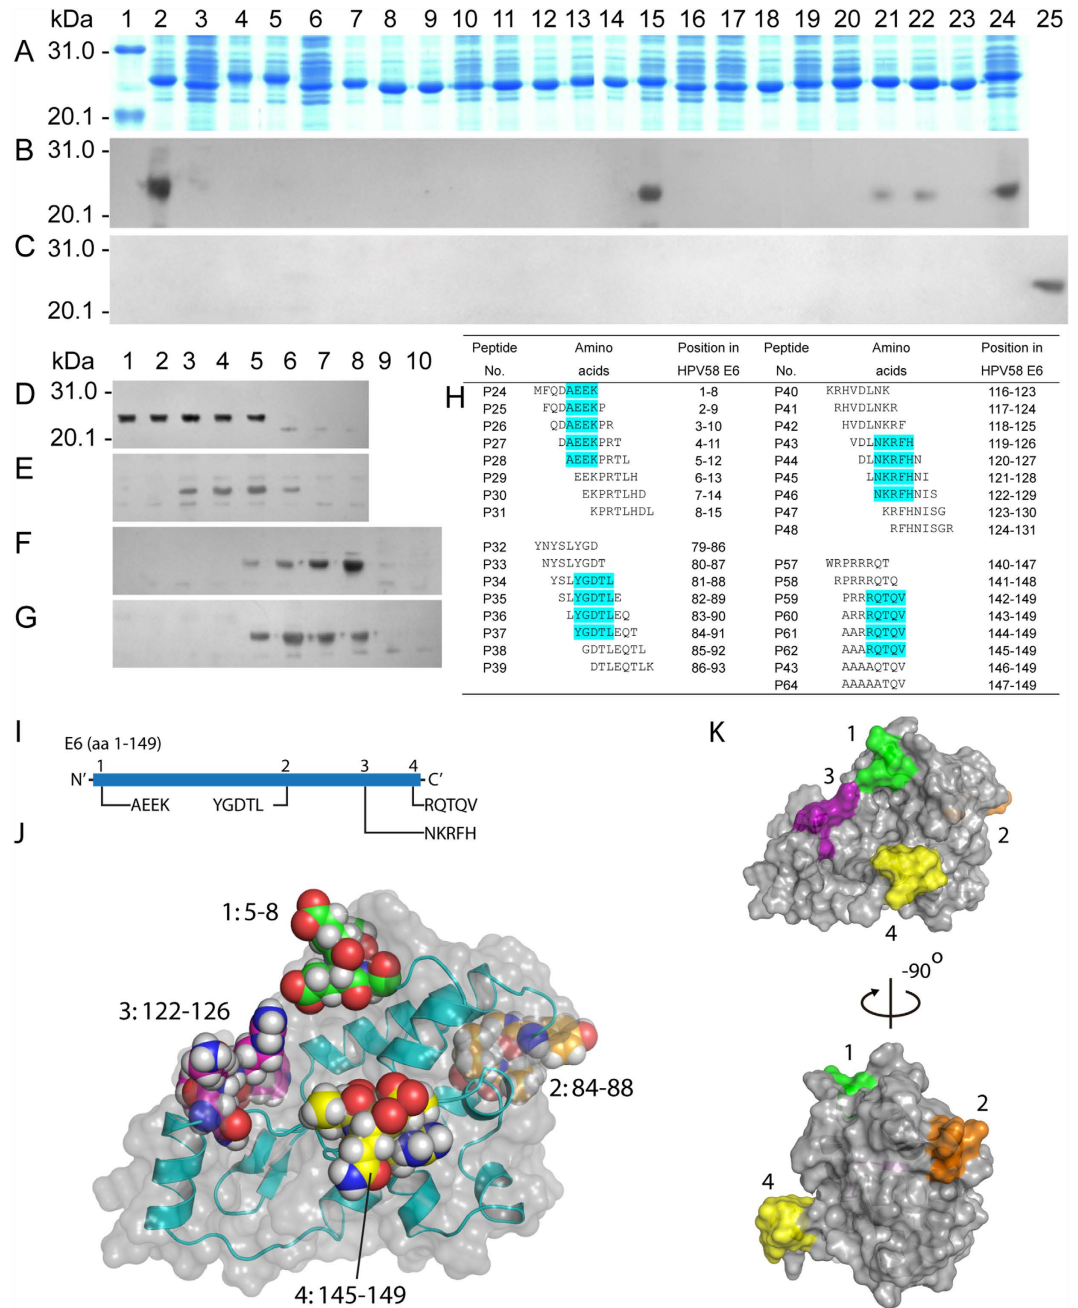 kDa 1 2 3 4 5 6 7 8 9 10 11 12 13 14 15 16 17 18 19 20 21 22 23 24 25
A 31.0 -
20.1 -
B 31.0 -
20.1 -
C 31.0 -
20.1 -
kDa 1 2 3 4 5 6 7 8 9 10
D 31.0 -
20.1 -
E
F
G
H
Peptide No. Amino acids Position in HPV58 E6 Peptide No. Amino acids Position in HPV58 E6
P24 MFQDAEEK 1-8 P40 KRHVDLNK 116-123
P25 FQDAEEKP 2-9 P41 RHVDLNKR 117-124
P26 QDAEEKPR 3-10 P42 HVDLNKRF 118-125
P27 DAEEKPRT 4-11 P43 VDLNKRFH 119-126
P28 AEEKPRTL 5-12 P44 DLNKRFHN 120-127
P29 EEKPRTLH 6-13 P45 LNKRFHNI 121-128
P30 EKPRTLHD 7-14 P46 NKRFHNIS 122-129
P31 KPRTLHDL 8-15 P47 KRFHNISG 123-130
P48 RFHNISGR 124-131
P32 YNYSLYGD 79-86
P33 NYSLYGDT 80-87 P57 WRPRRRQT 140-147
P34 YSLYGDTL 81-88 P58 RPRRRQTQ 141-148
P35 SLYGDTLE 82-89 P59 PRRRQTQV 142-149
P36 LYGDTLEQ 83-90 P60 ARRRQTQV 143-149
P37 YGDTLEQT 84-91 P61 AARRQTQV 144-149
P38 GDTLEQTL 85-92 P62 AAARQTQV 145-149
P39 DTLEQTLK 86-93 P43 AAAAQTQV 146-149
P64 AAAAATQV 147-149
I
E6 (aa 1-149)
1 2 3 4
N' C'
AEEK YGDTL RQTQV
NKRFH
J
1:5-8
3:122-126
2:84-88
4:145-149
K
1
3
2
4
-90°
1
2
4